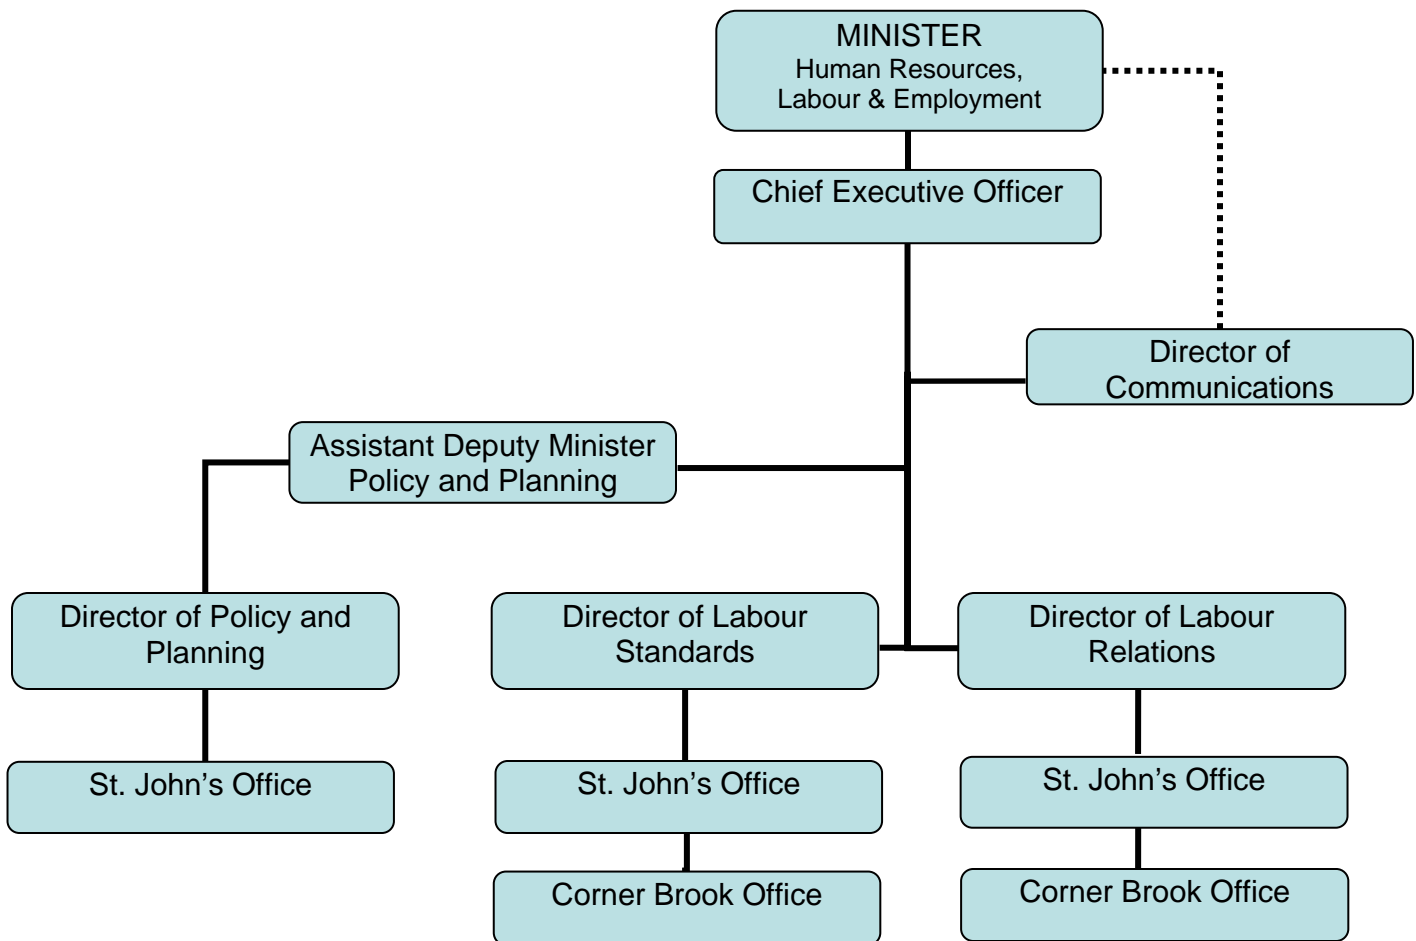 MINISTER
Human Resources,
Labour & Employment
Chief Executive Officer
Director of
Communications
Assistant Deputy Minister
Policy and Planning
Director of Policy and
Planning
Director of Labour
Standards
Director of Labour
Relations
St. John’s Office
St. John’s Office
St. John’s Office
Corner Brook Office
Corner Brook Office